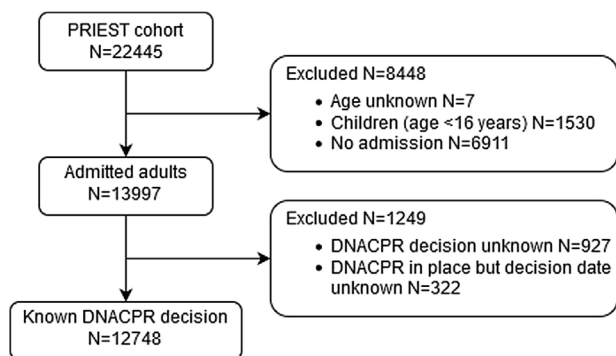 PRIEST cohort
N=22445
Excluded N=8448
• Age unknown N=7
• Children (age <16 years) N=1530
• No admission N=6911
Admitted adults
N=13997
Excluded N=1249
• DNACPR decision unknown N=927
• DNACPR in place but decision date
unknown N=322
Known DNACPR decision
N=12748